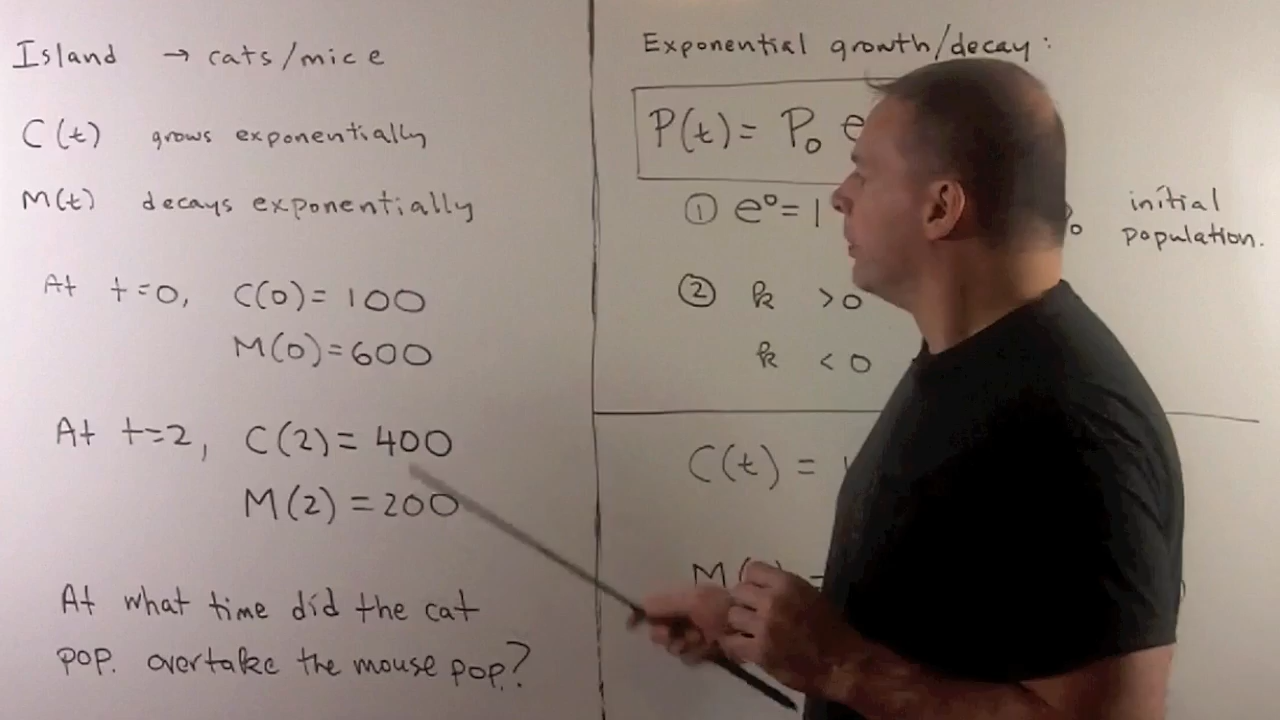 Island → cats/mice
C(t) grows exponentially
M(t) decays exponentially
At t=0, C(0)=100
M(0)=600
At t=2, C(2)=400
M(2)=200
At what time did the cat
pop. overtake the mouse pop?
Exponential growth/decay:
P(t)= P₀ e
① e⁰=1
initial
population.
② k >0
k <0
C(t) =